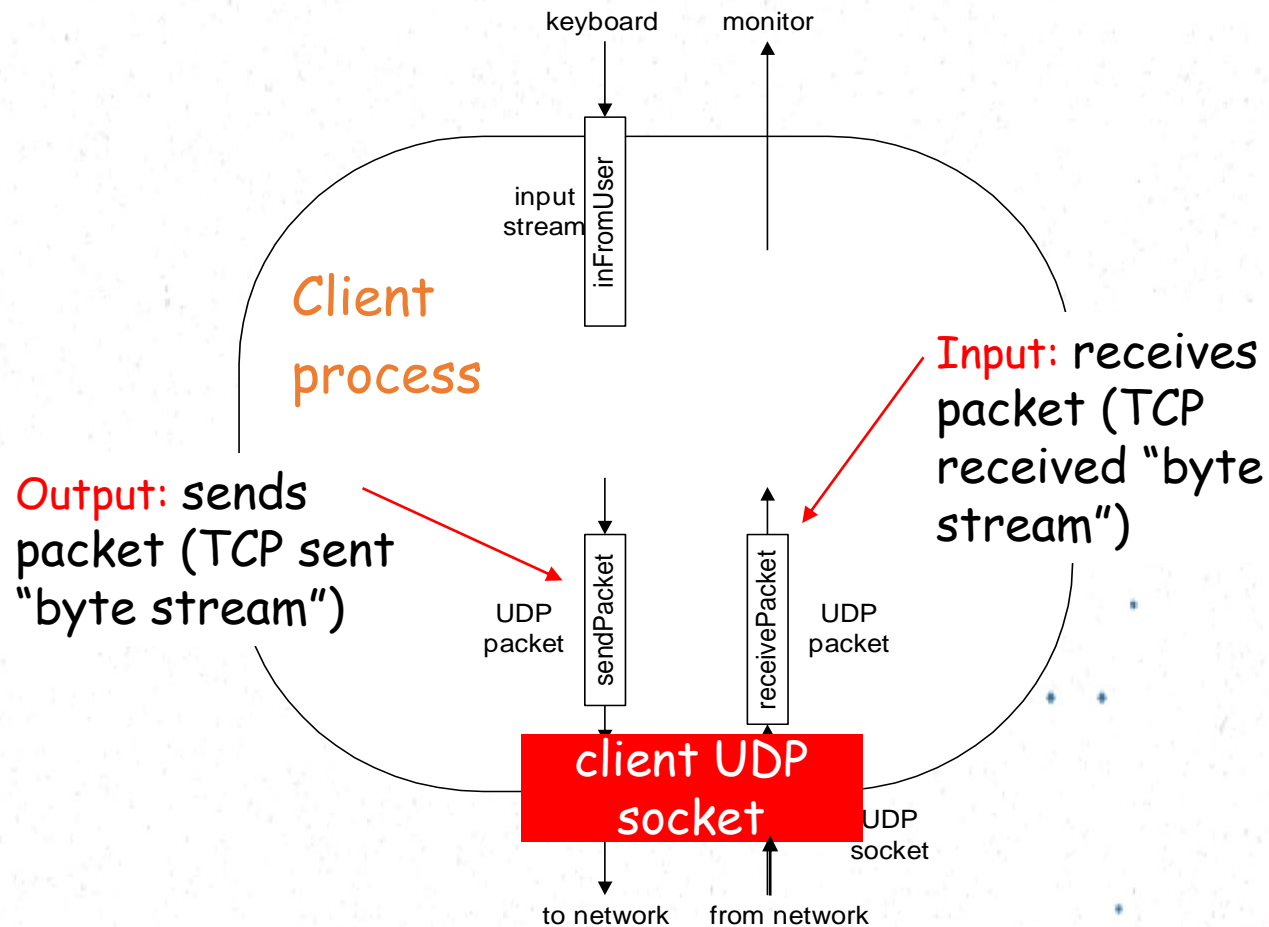 keyboard
monitor
inFromUser
input
stream
Client
process
Input: receives
packet (TCP
received “byte
stream”)
Output: sends
packet (TCP sent
“byte stream”)
UDP
packet
sendPacket
receivePacket
UDP
packet
client UDP
socket
UDP
socket
to network
from network